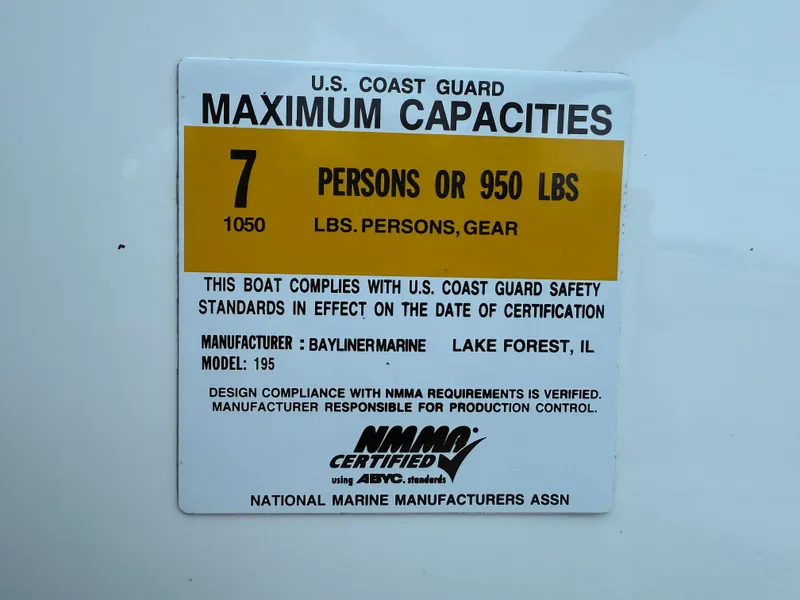 U.S. COAST GUARD
MAXIMUM CAPACITIES
7 PERSONS OR 950 LBS
1050 LBS. PERSONS, GEAR
THIS BOAT COMPLIES WITH U.S. COAST GUARD SAFETY
STANDARDS IN EFFECT ON THE DATE OF CERTIFICATION
MANUFACTURER : BAYLINER MARINE LAKE FOREST, IL
MODEL: 195
DESIGN COMPLIANCE WITH NMMA REQUIREMENTS IS VERIFIED.
MANUFACTURER RESPONSIBLE FOR PRODUCTION CONTROL.
NMMA
CERTIFIED
using ABYC. standards
NATIONAL MARINE MANUFACTURERS ASSN